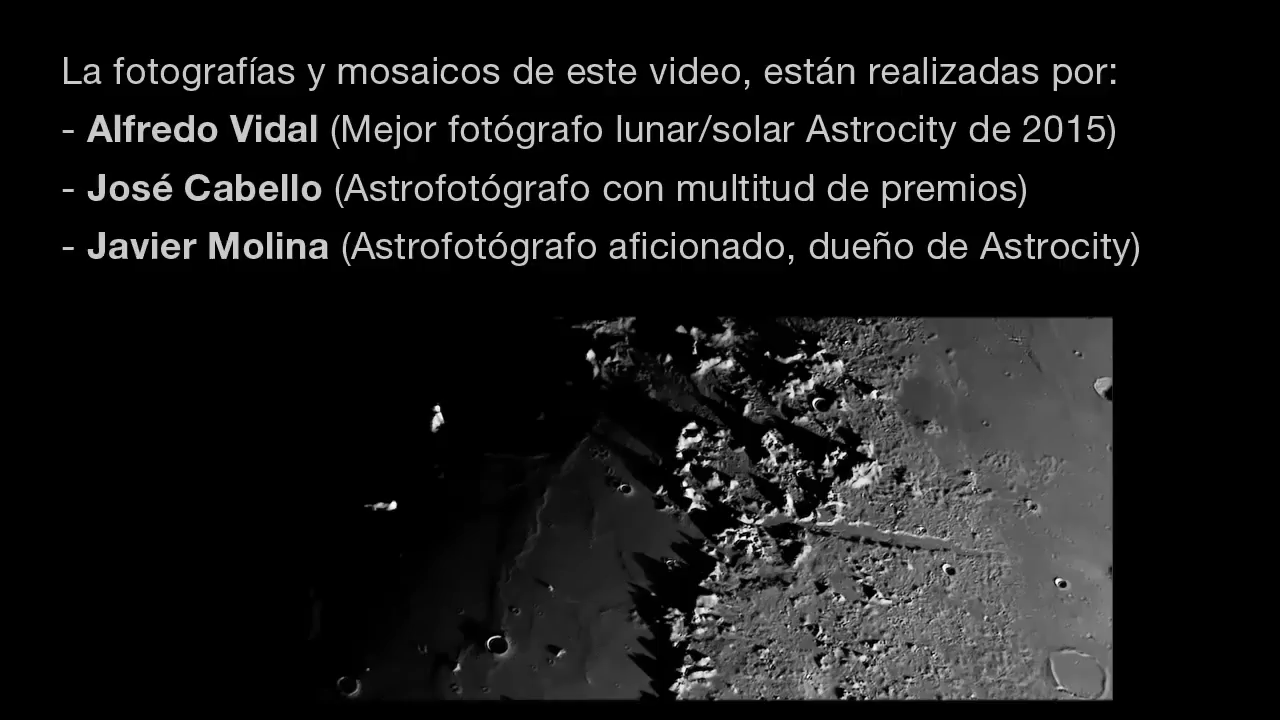 La fotografías y mosaicos de este video, están realizadas por:
- Alfredo Vidal (Mejor fotógrafo lunar/solar Astrocity de 2015)
- José Cabello (Astrofotógrafo con multitud de premios)
- Javier Molina (Astrofotógrafo aficionado, dueño de Astrocity)